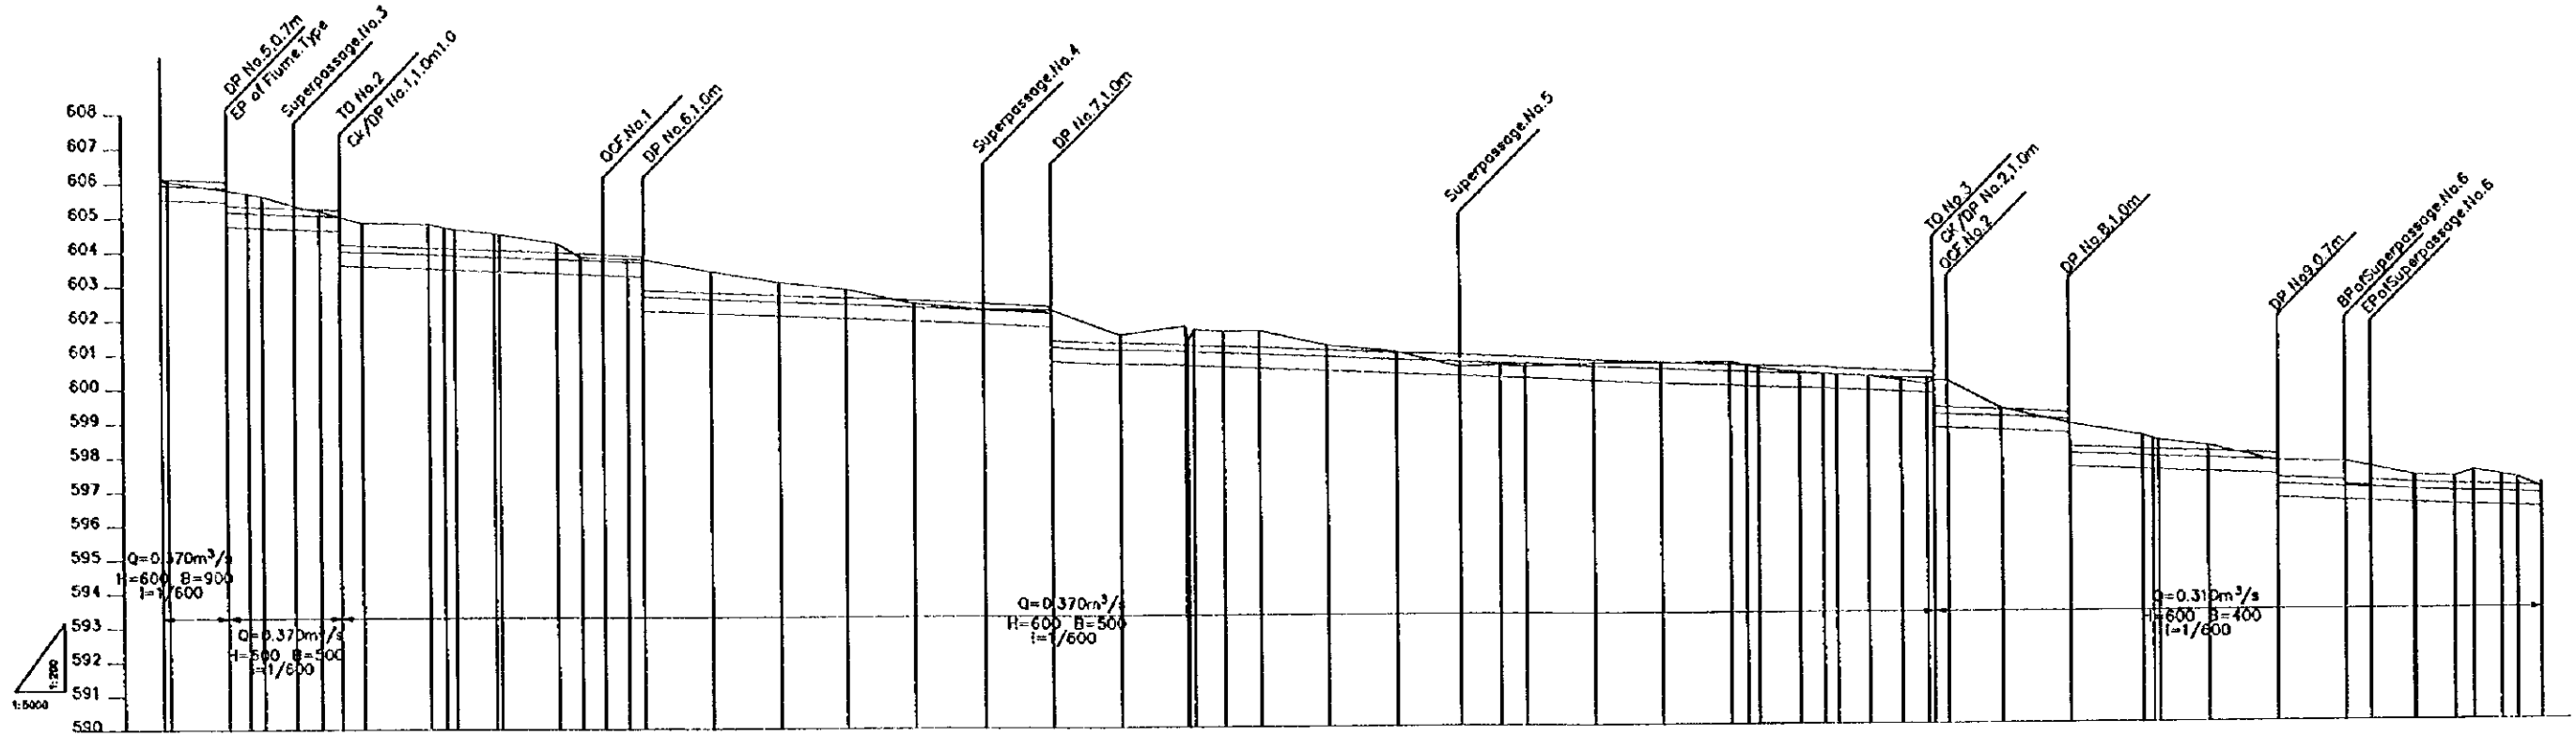 DP No.5,0.7m
EP of Flume.Type
Superpassage.No.3
TO No.2
CK/DP No.1,1.0m1.0
OCF.No.1
DP No.6,1.0m
Superpassage.No.4
DP No.7,1.0m
Superpassage.No.5
TO No.3
CK/DP No.2,1.0m
OCF.No.2
DP No.8,1.0m
DP No9,0.7m
BPofSuperpassage.No.6
EPofSuperpassage.No.6
608
607
606
605
604
603
602
601
600
599
598
597
596
595
594
593
592
591
590
Q=0.370m³/s
H=600 B=900
I=1/600
Q=0.370m³/s
H=500 B=500
I=1/600
Q=0.370m³/s
H=600 B=500
I=1/600
Q=0.310m³/s
H=600 B=400
I=1/600
1:200
1:5000